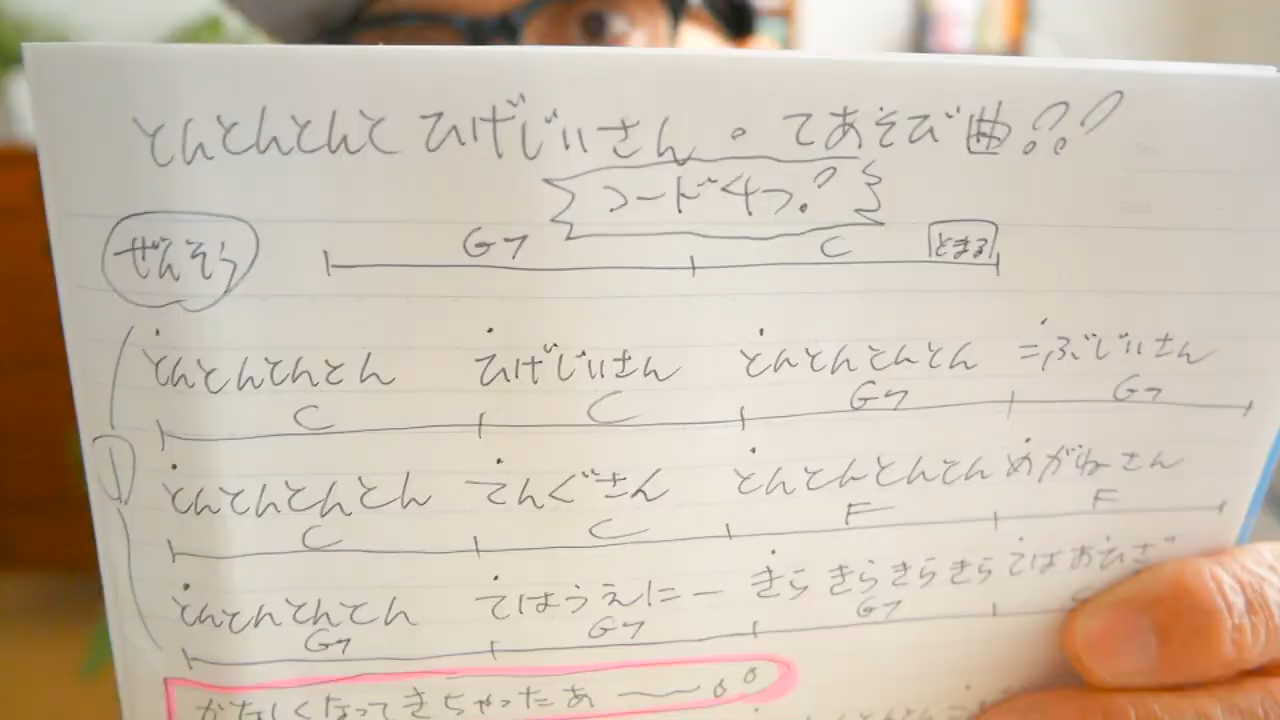 とんとんとんと ひげじいさん。てあそび曲??
コード4つ?
ぜんそう G7 C とまる
とんとんとんとん ひげじいさん とんとんとんとん こぶじいさん
C C G7 G7
① とんとんとんとん てんぐさん とんとんとんとん めがねさん
C C F F
とんとんとんとん てはうえにー きらきらきらきら てはおひざ
G7 G7 G7
かなしくなってきちゃったあ——。。